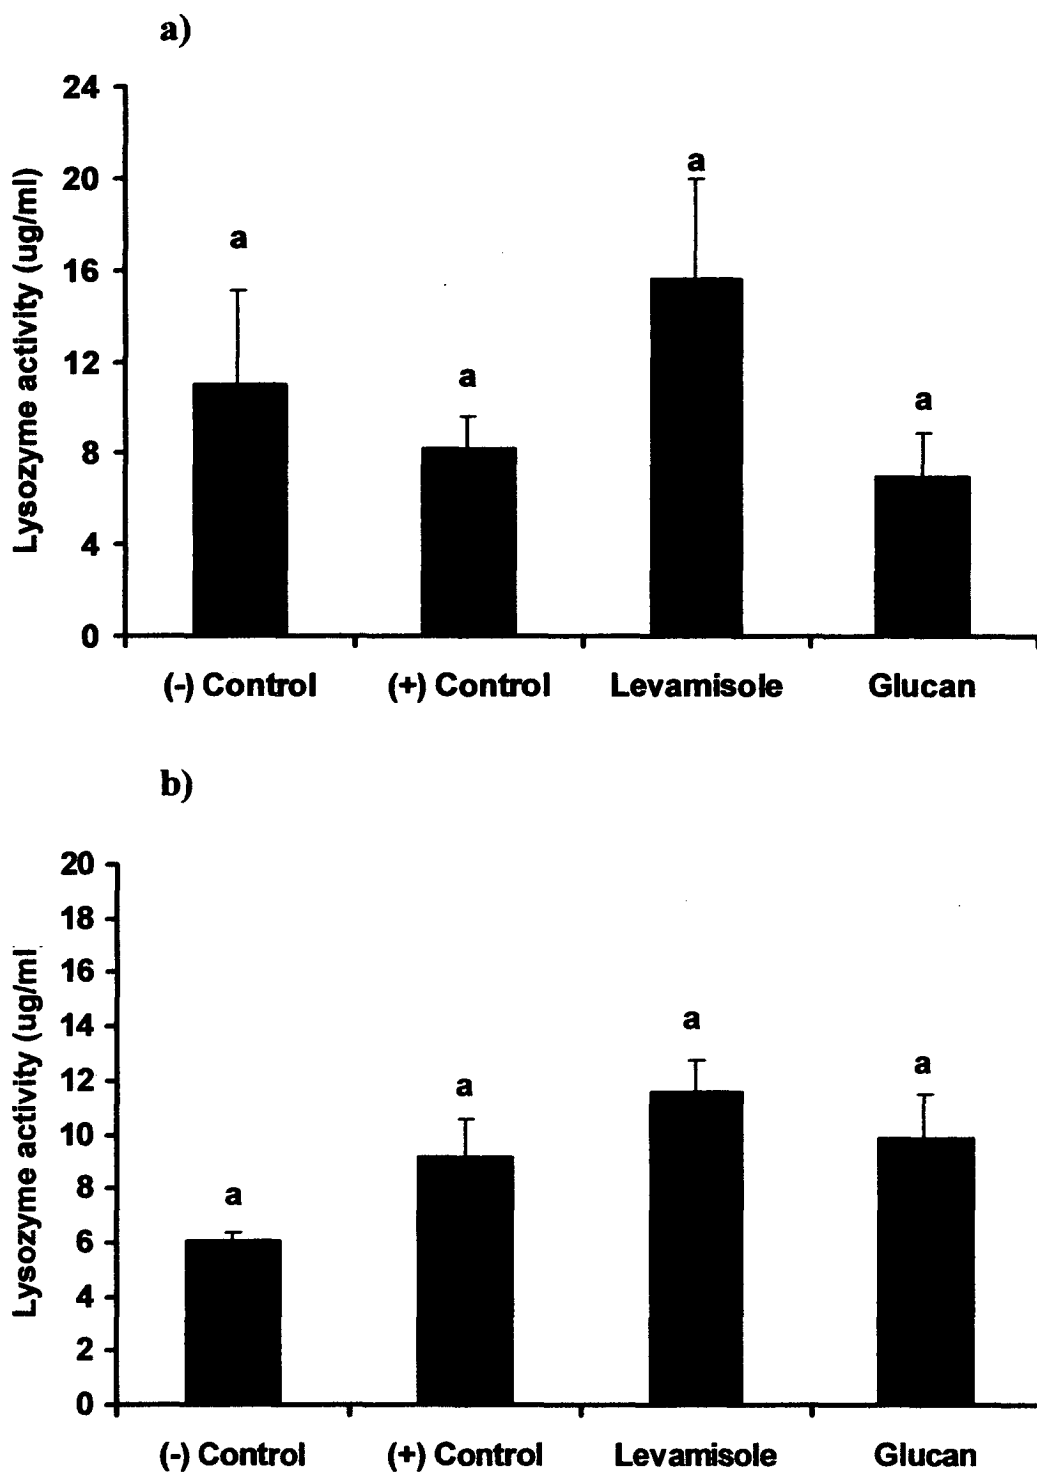 a)
24
20
16
12
8
4
0
Lysozyme activity (ug/ml)
a
a
a
a
(-) Control
(+) Control
Levamisole
Glucan
b)
20
18
16
14
12
10
8
6
4
2
0
Lysozyme activity (ug/ml
a
a
a
a
(-) Control
(+) Control
Levamisole
Glucan